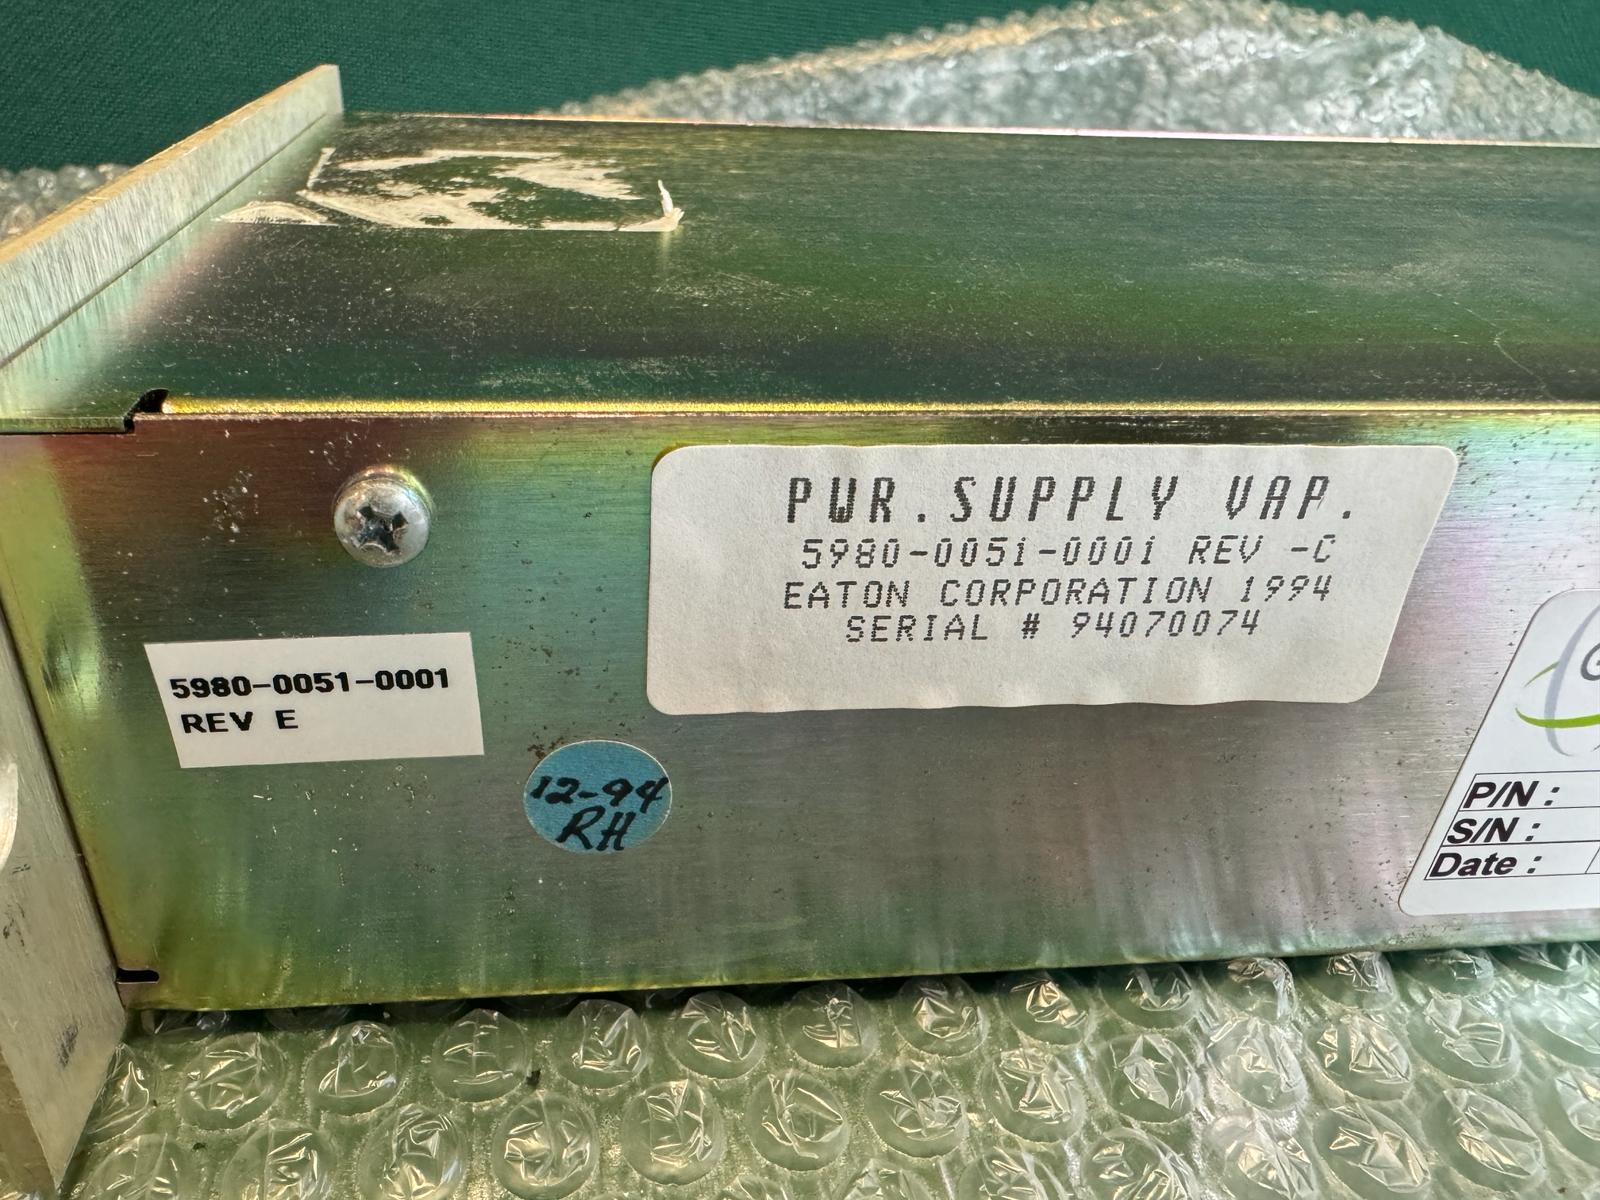 PWR.SUPPLY VAP.
5980-0051-0001 REV -C
EATON CORPORATION 1994
SERIAL # 94070074
5980-0051-0001
REV E
12-94
RH
G
P/N :
S/N :
Date :